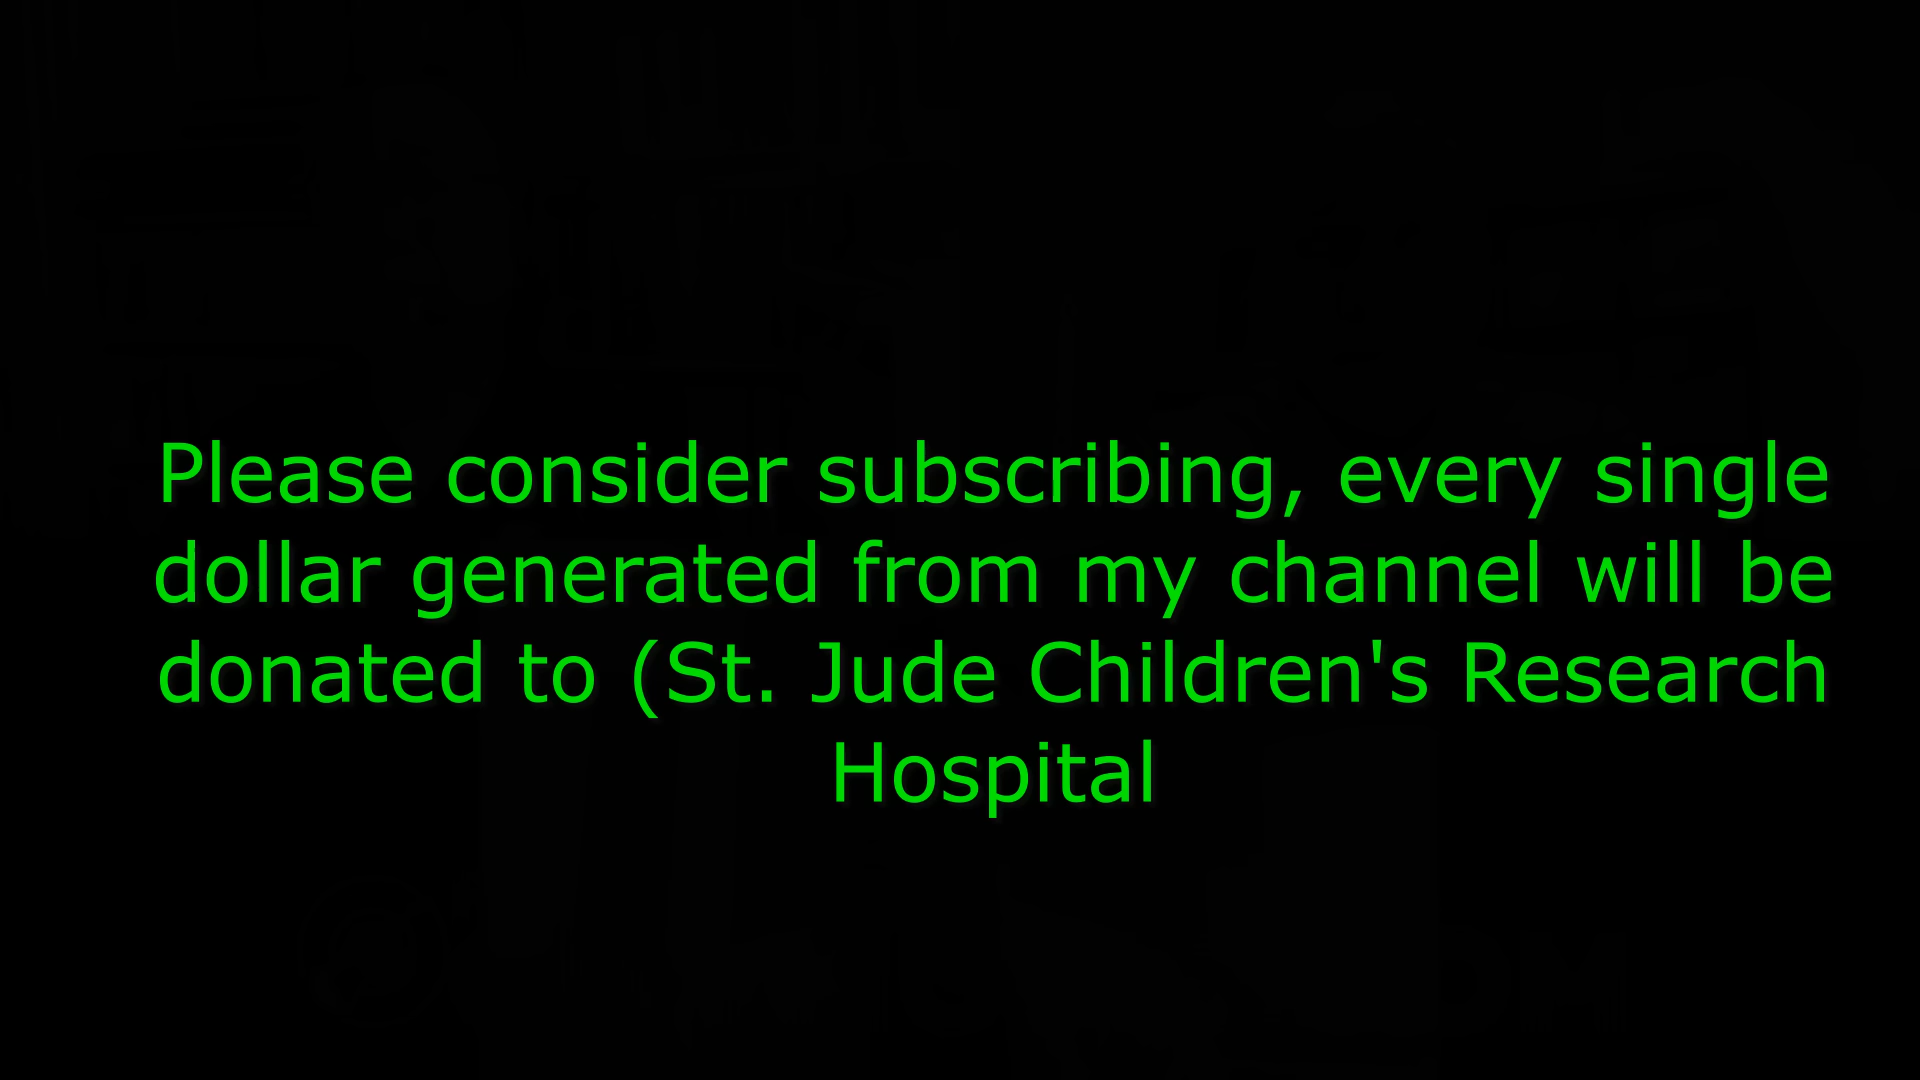 Please consider subscribing, every single
dollar generated from my channel will be
donated to (St. Jude Children's Research
Hospital